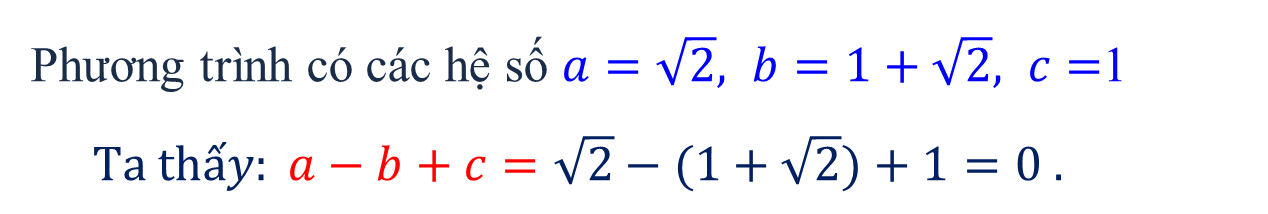 Phương trình có các hệ số a = √2, b = 1 + √2, c =1
Ta thấy: a − b + c = √2 − (1 + √2) + 1 = 0 .